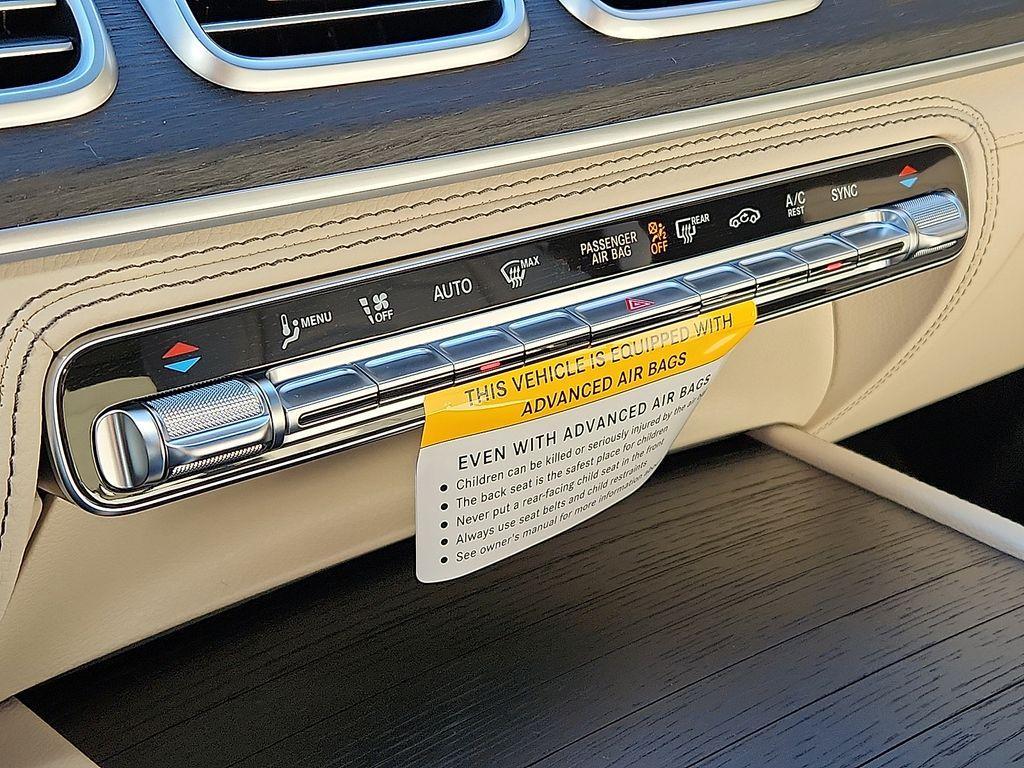 MENU
OFF
AUTO
MAX
PASSENGER
AIR BAG
2
OFF
REAR
A/C
REST
SYNC
THIS VEHICLE IS EQUIPPED WITH
ADVANCED AIR BAGS
EVEN WITH ADVANCED AIR BAGS
• Children can be killed or seriously injured by the air
• The back seat is the safest place for children
• Never put a rear-facing child seat in the front
• Always use seat belts and child restraints
• See owner's manual for more information